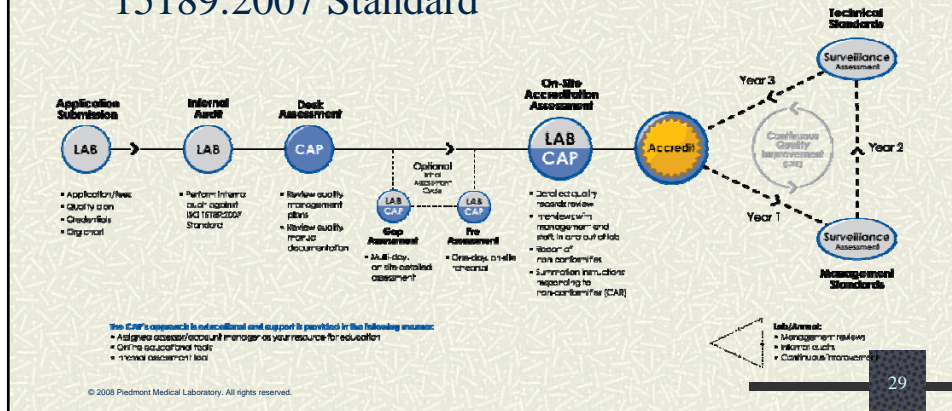 15189:2007 Standard
Technical
Standards
Surveillance
Assessment
Year 3
On-Site
Accreditation
Assessment
Application
Submission
Internal
Audit
Desk
Assessment
LAB
LAB
CAP
LAB
CAP
Accredit
Continuous
Quality
Improvement
Year 2
Optional
Assessment
Cycle
• Application/fees
• Quality plan
• Credentials
• Org chart
• Perform internal
audit against
ISO 15189:2007
Standard
• Review quality
management
plans
• Review quality
manual
documentation
LAB
CAP
Gap
Assessment
• Multi-day,
on-site detailed
assessment
LAB
CAP
Pre
Assessment
• One-day, on-site
rehearsal
• Detailed quality
records review
• Interviews with
management and
staff, in and out of lab
• Report of
non-conformities
• Summation instructions
responding to
non-conformities (CAR)
Year 1
Surveillance
Assessment
Management
Standards
The CAP's approach is educational and support is provided in the following manner:
• Assigned assessor/account manager as your resource for education
• Online educational tools
• Internal assessment tool
Lab/Annual:
• Management reviews
• Internal audits
• Continuous improvement
© 2008 Piedmont Medical Laboratory. All rights reserved.
29